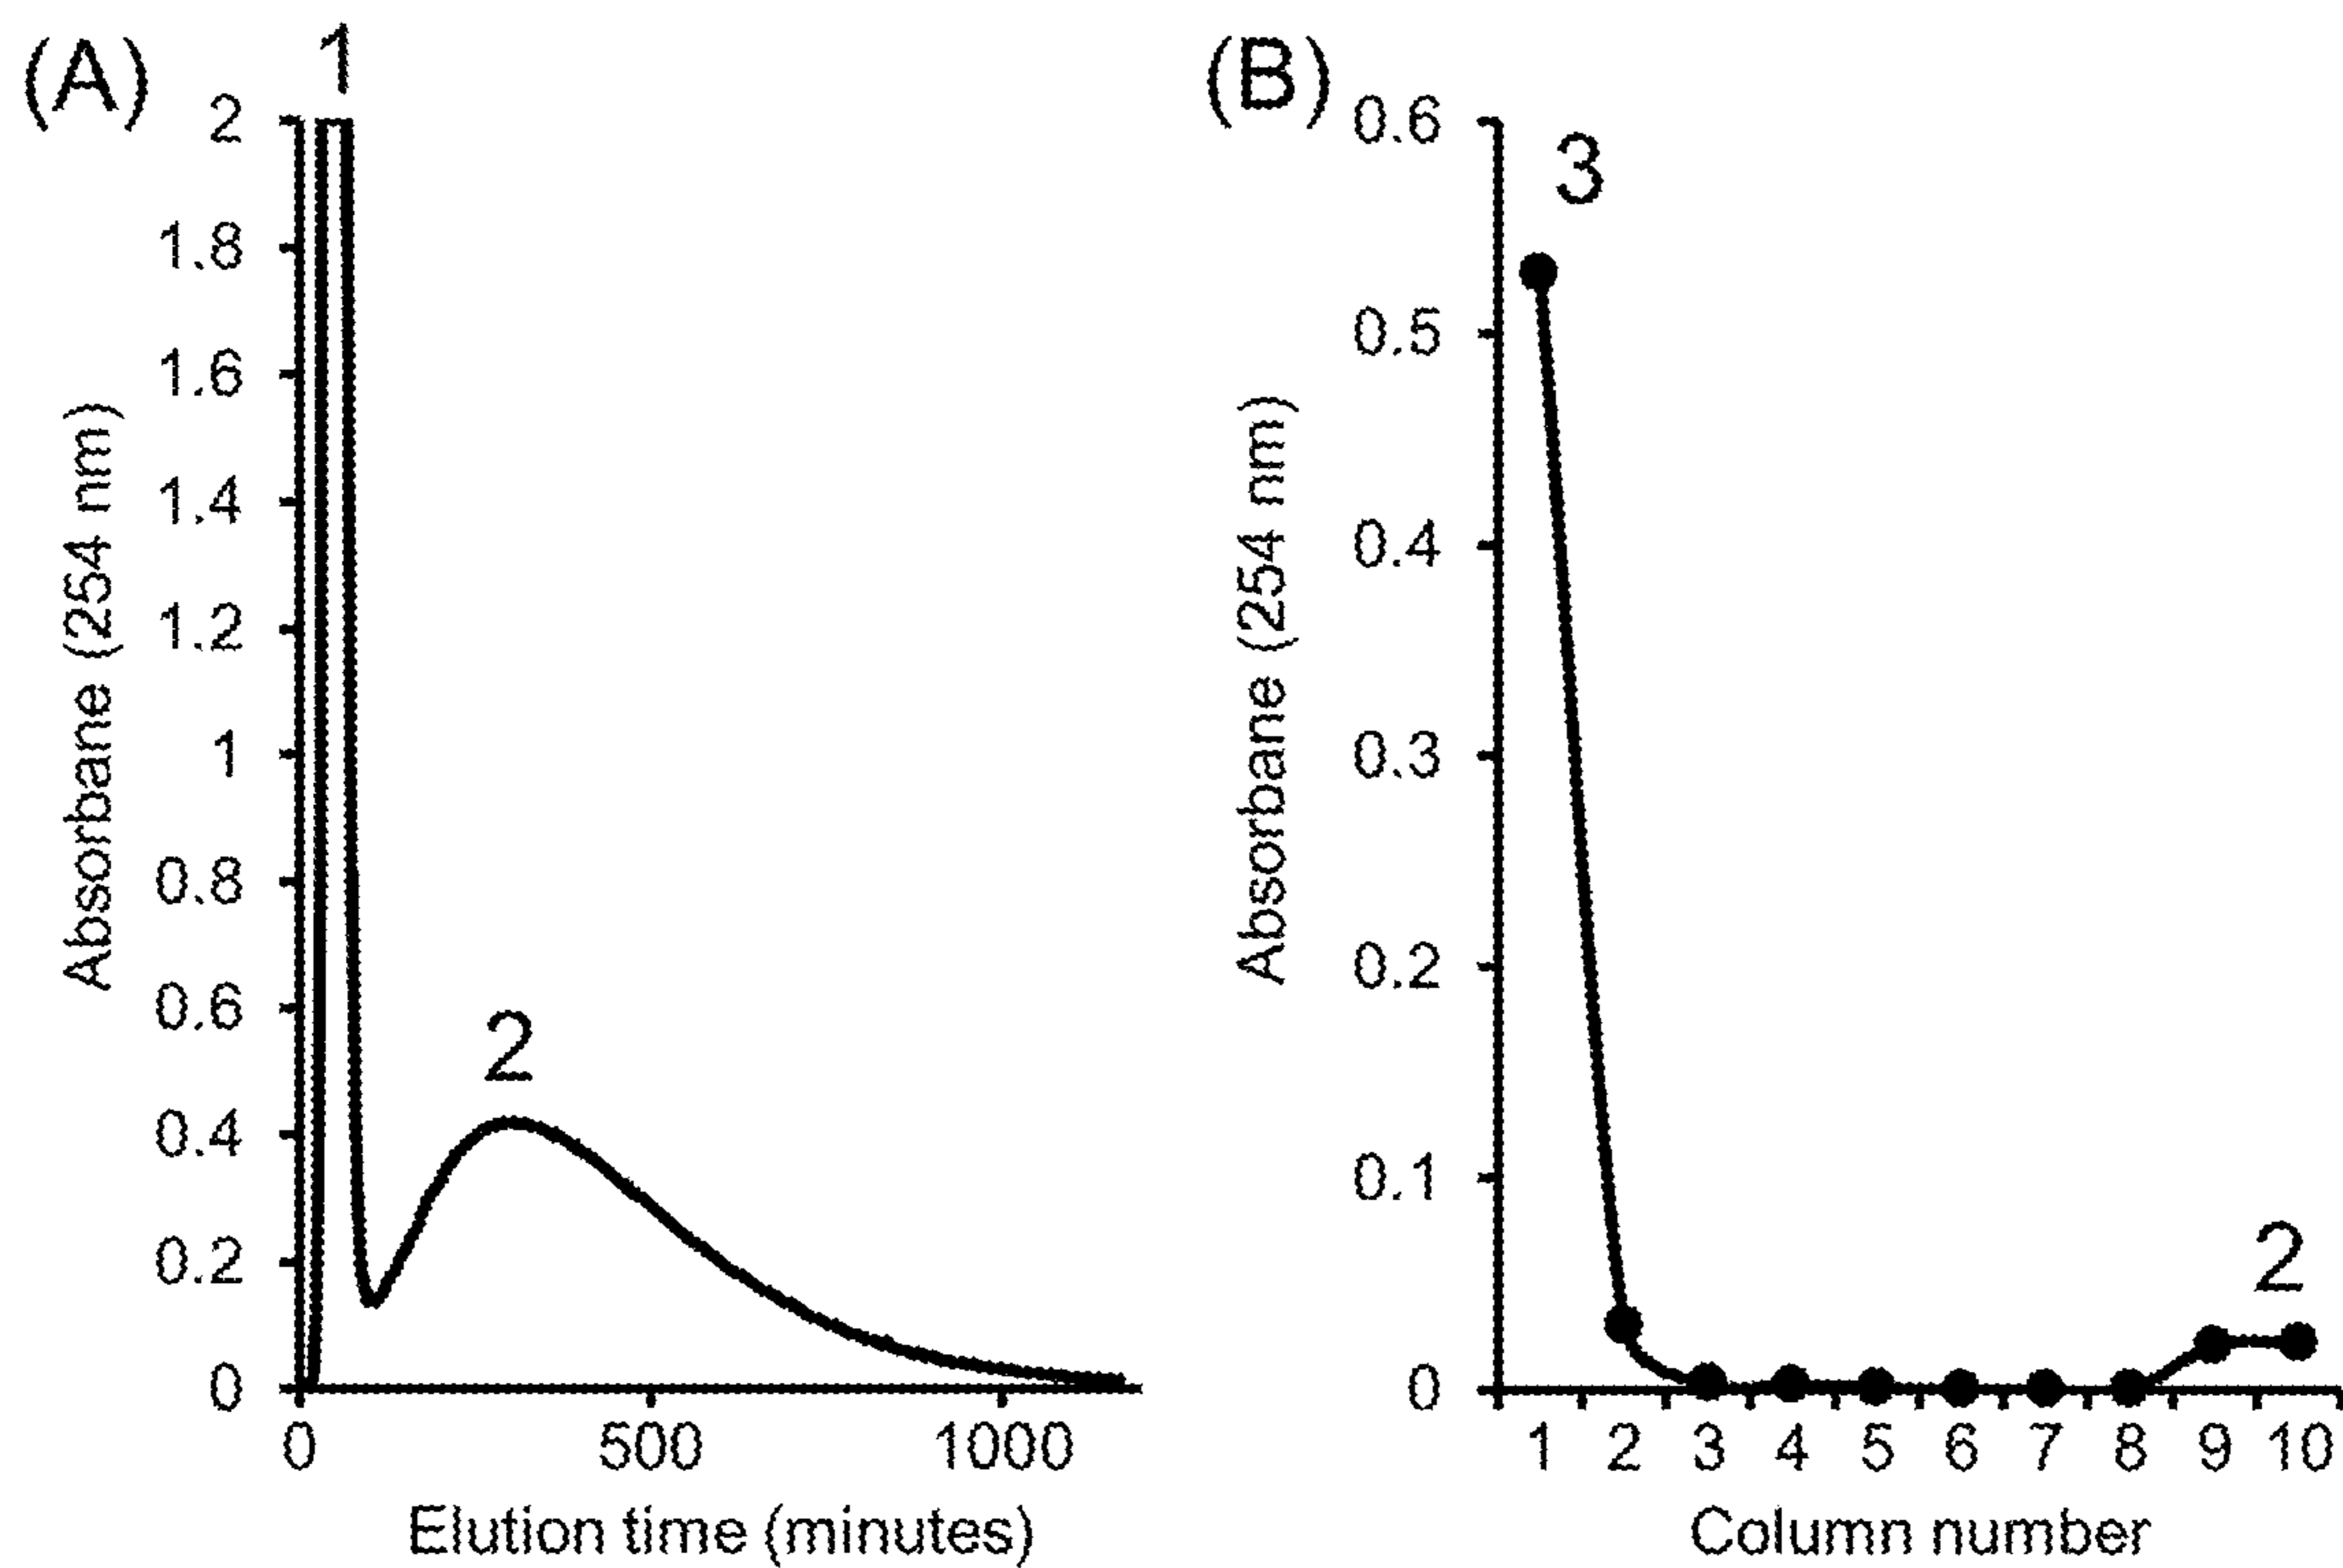 (A)
1
2
1.8
1.6
1.4
1.2
1
0.8
0.6
0.4
0.2
0
2
0 500 1000
Absorbane (254 nm)
Elution time (minutes)
(B)
3
0.6
0.5
0.4
0.3
0.2
0.1
0
2
1 2 3 4 5 6 7 8 9 10
Absorbane (254 nm)
Column number